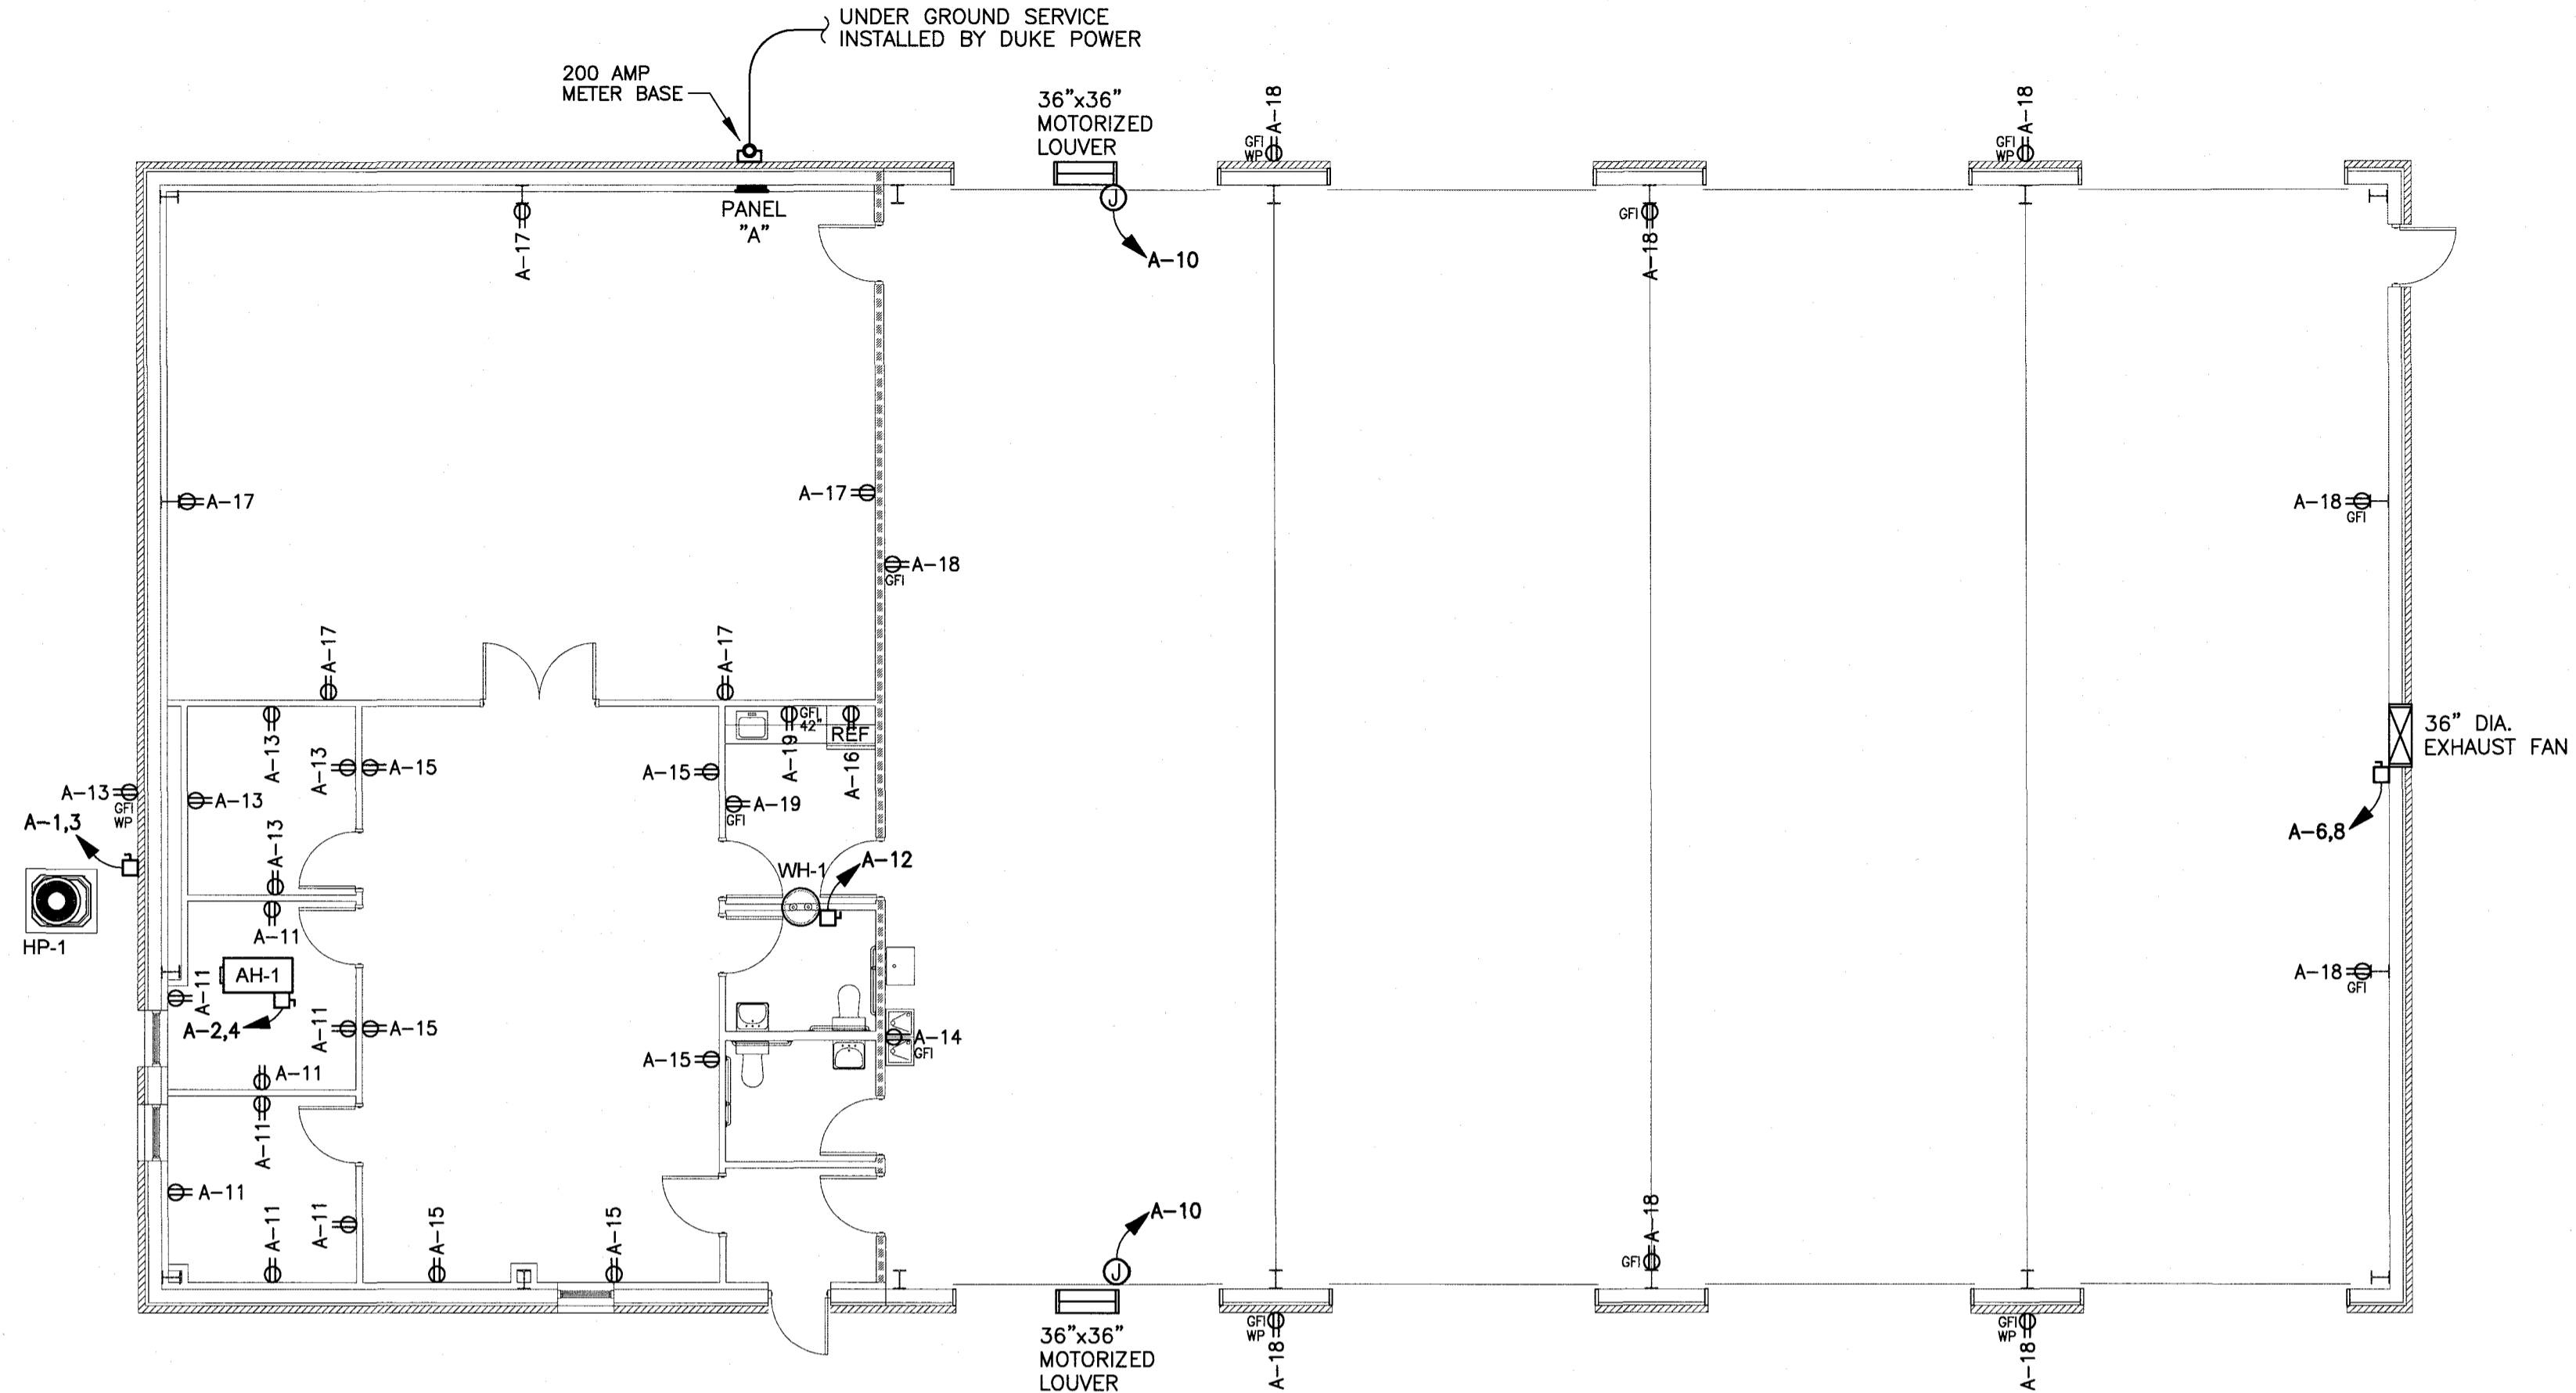 UNDER GROUND SERVICE
INSTALLED BY DUKE POWER
200 AMP
METER BASE
36"x36"
MOTORIZED
LOUVER
GFI
WP
A-18
GFI
WP
A-18
PANEL
"A"
A-17
A-10
GFI
A-18
A-17
A-17
A-18
GFI
A-18
GFI
A-17
A-17
A-13
A-13
A-15
A-15
GFI
42"
A-19
REF
A-16
36" DIA.
EXHAUST FAN
A-13
GFI
WP
A-13
A-19
GFI
A-1,3
A-13
A-6,8
WH-1
A-12
HP-1
A-11
AH-1
A-11
A-2,4
A-11
A-15
A-15
A-14
GFI
A-18
GFI
A-11
A-11
A-11
A-11
A-11
A-15
A-15
A-10
A-18
GFI
36"x36"
MOTORIZED
LOUVER
GFI
WP
A-18
GFI
WP
A-18